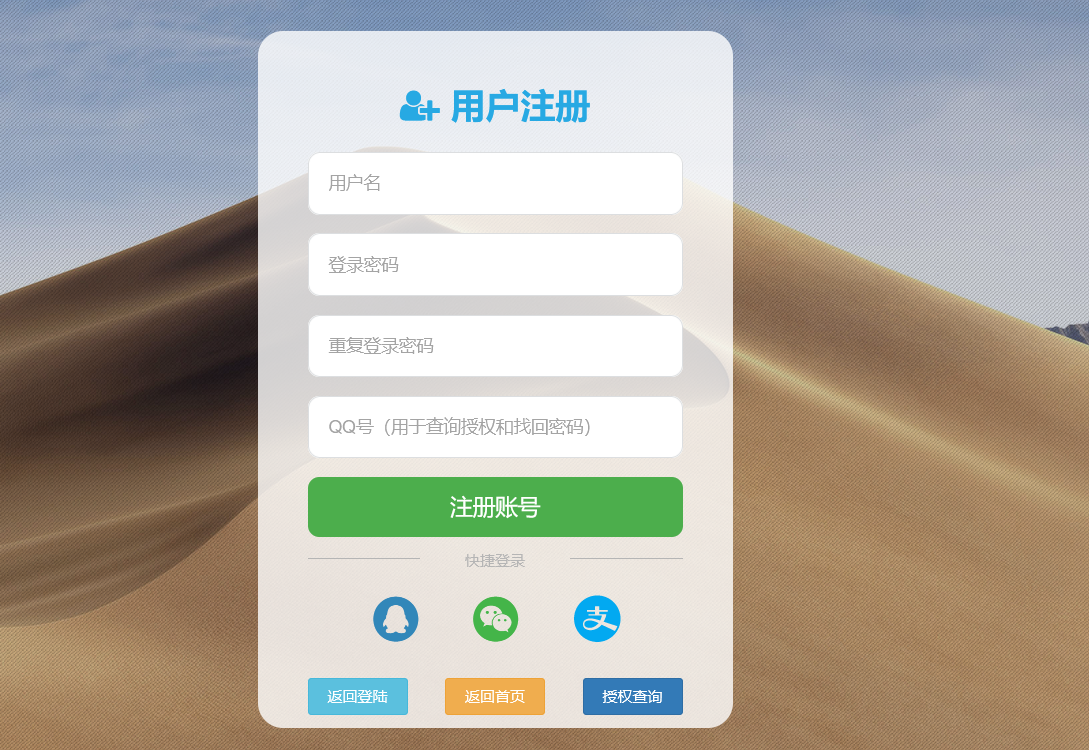 用户注册
用户名
登录密码
重复登录密码
QQ号（用于查询授权和找回密码）
注册账号
快捷登录
支
返回登陆 返回首页 授权查询